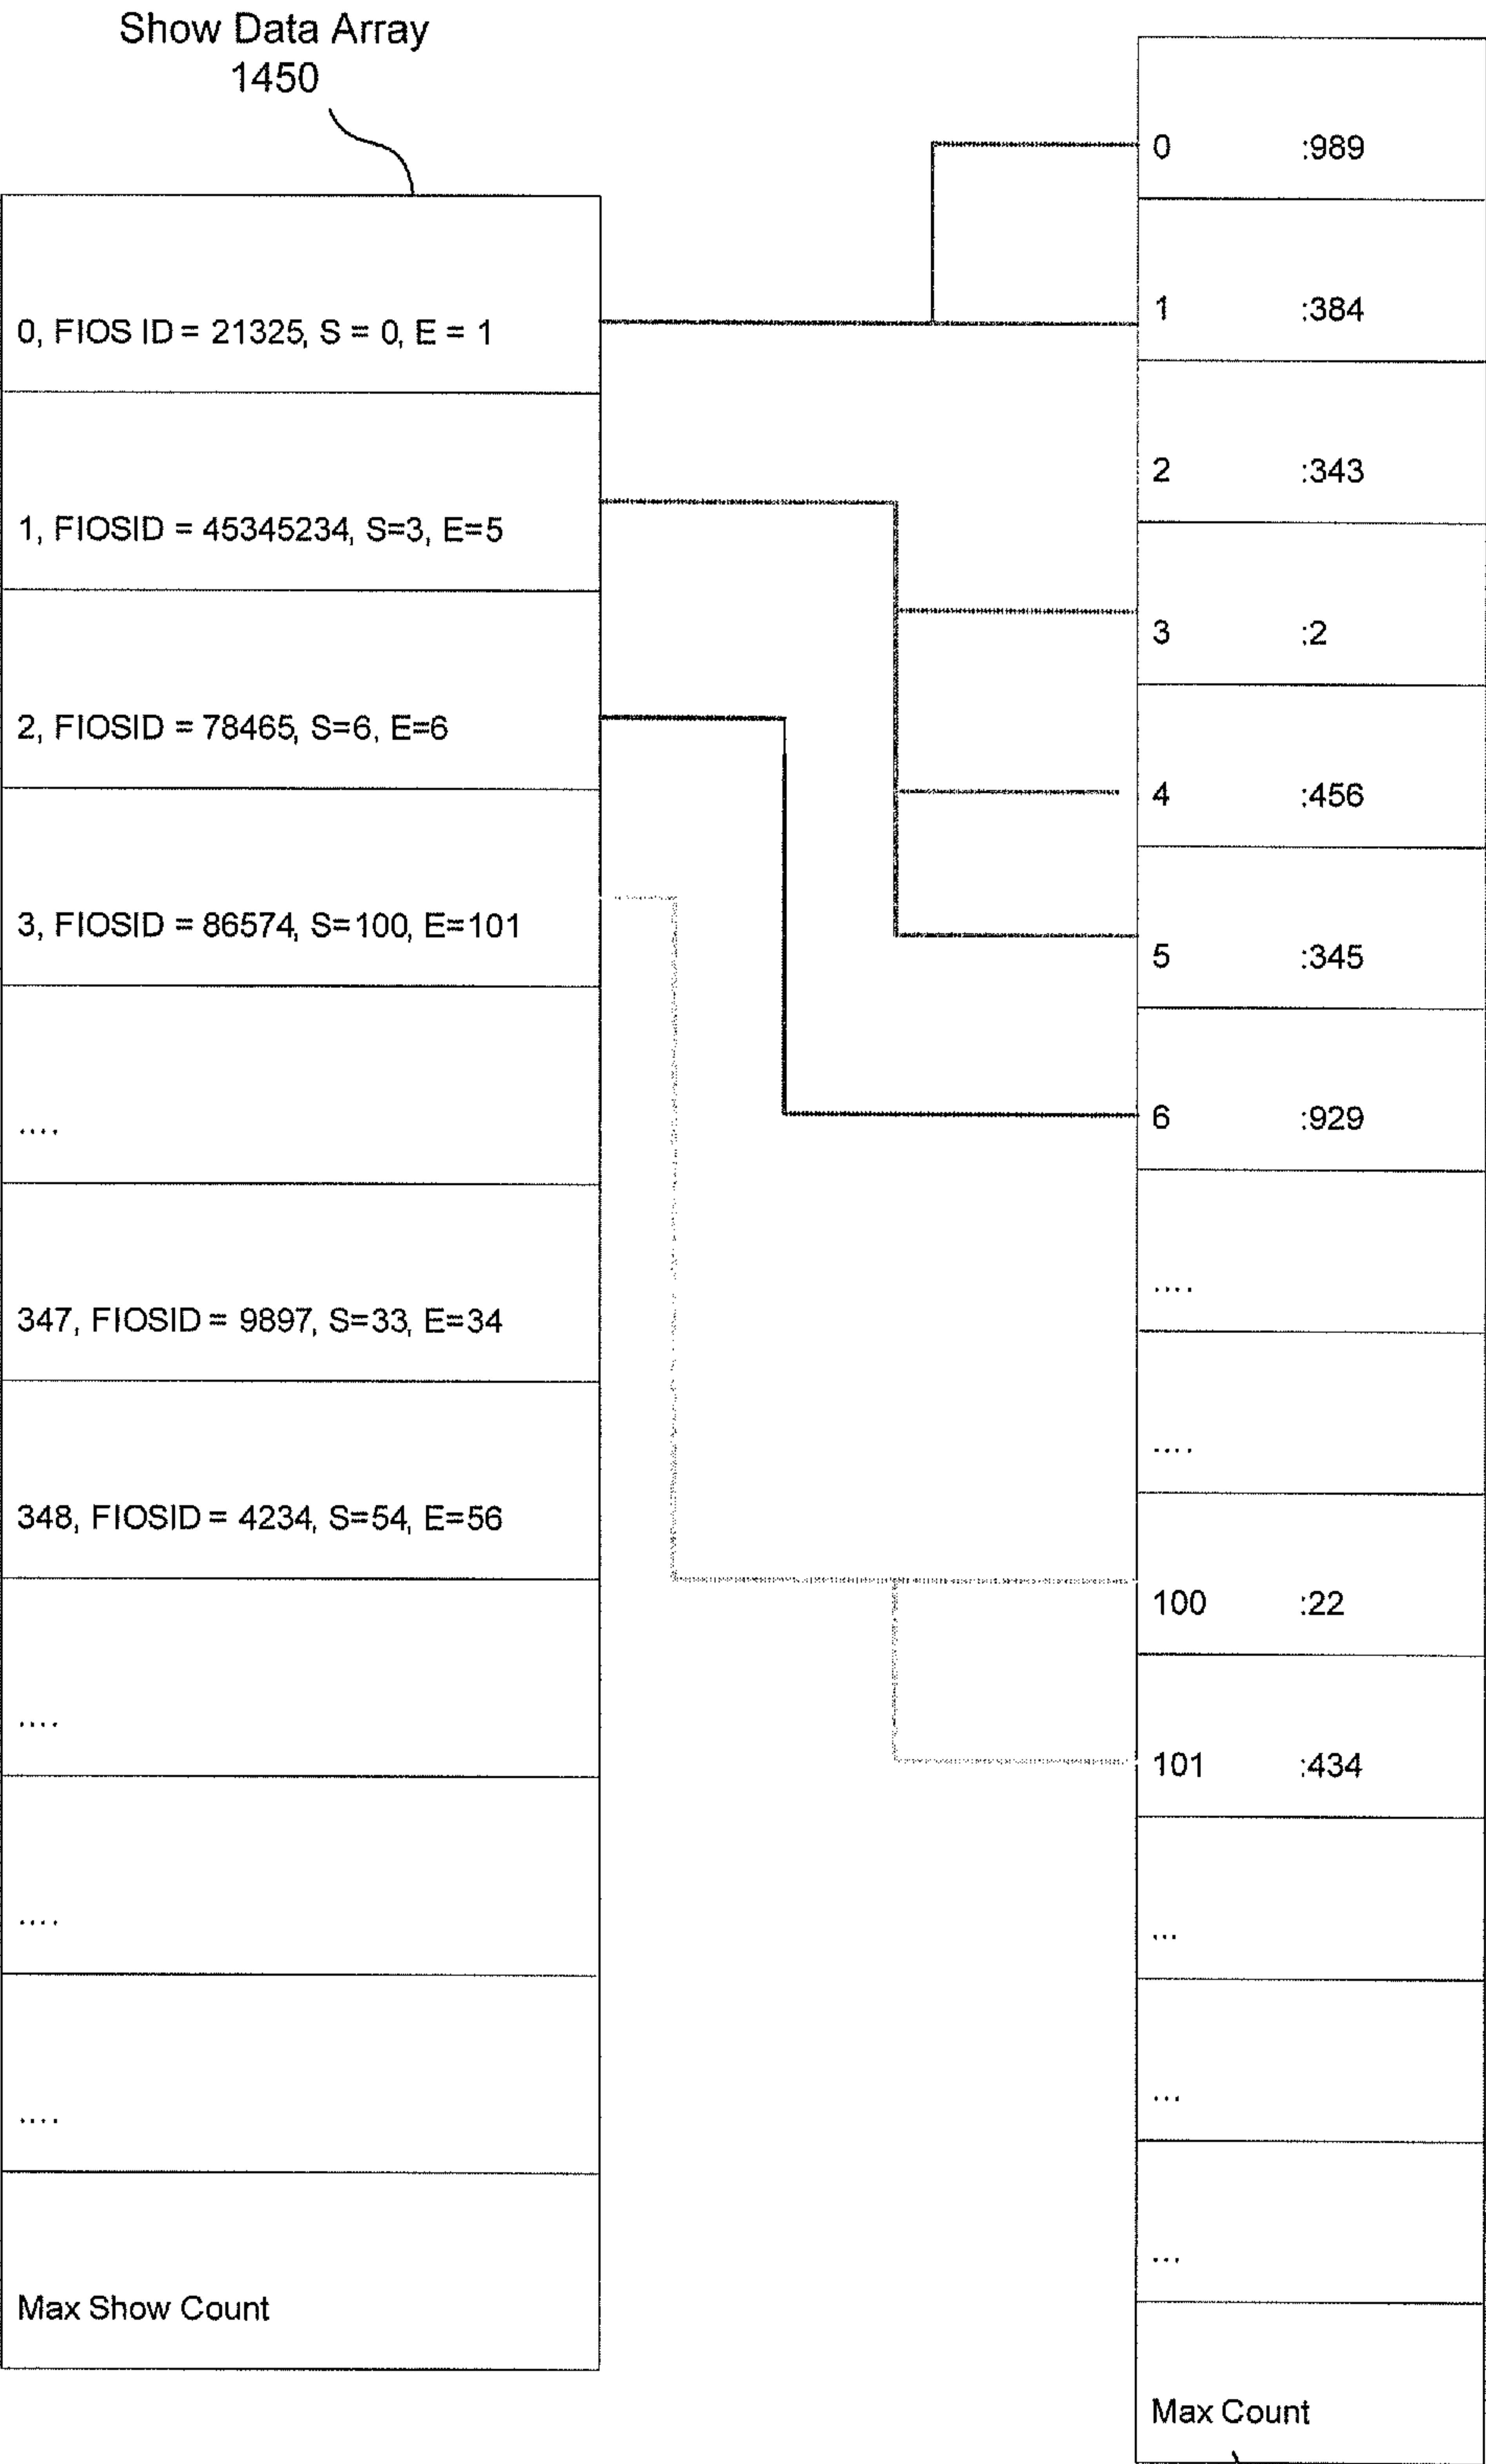 Show Data Array
1450
0, FIOS ID = 21325, S = 0, E = 1
1, FIOSID = 45345234, S=3, E=5
2, FIOSID = 78465, S=6, E=6
3, FIOSID = 86574, S=100, E=101
....
347, FIOSID = 9897, S=33, E=34
348, FIOSID = 4234, S=54, E=56
....
....
....
Max Show Count
0 :989
1 :384
2 :343
3 :2
4 :456
5 :345
6 :929
....
....
100 :22
101 :434
...
...
...
Max Count